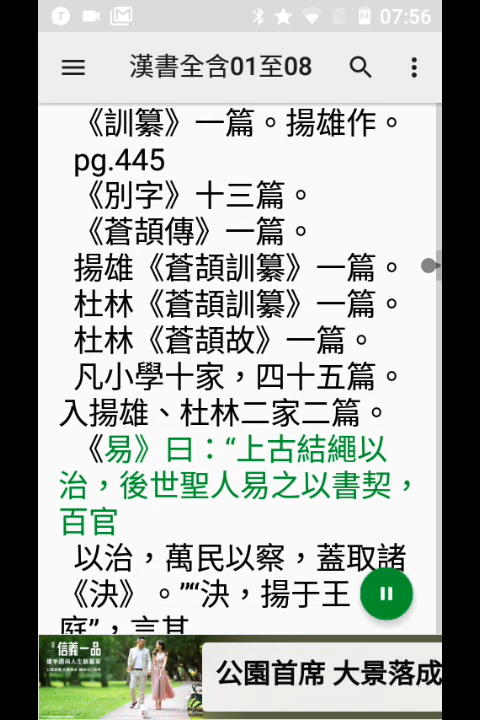 07:56
漢書全含01至08
《訓纂》一篇。揚雄作。
pg.445
《別字》十三篇。
《蒼頡傳》一篇。
揚雄《蒼頡訓纂》一篇。
杜林《蒼頡訓纂》一篇。
杜林《蒼頡故》一篇。
凡小學十家，四十五篇。
入揚雄、杜林二家二篇。
《易》曰：“上古結繩以
治，後世聖人易之以書契，
百官
以治，萬民以察，蓋取諸
《決》。”“決，揚于王
庭”，言其
信義一品
公園首席 大景落成